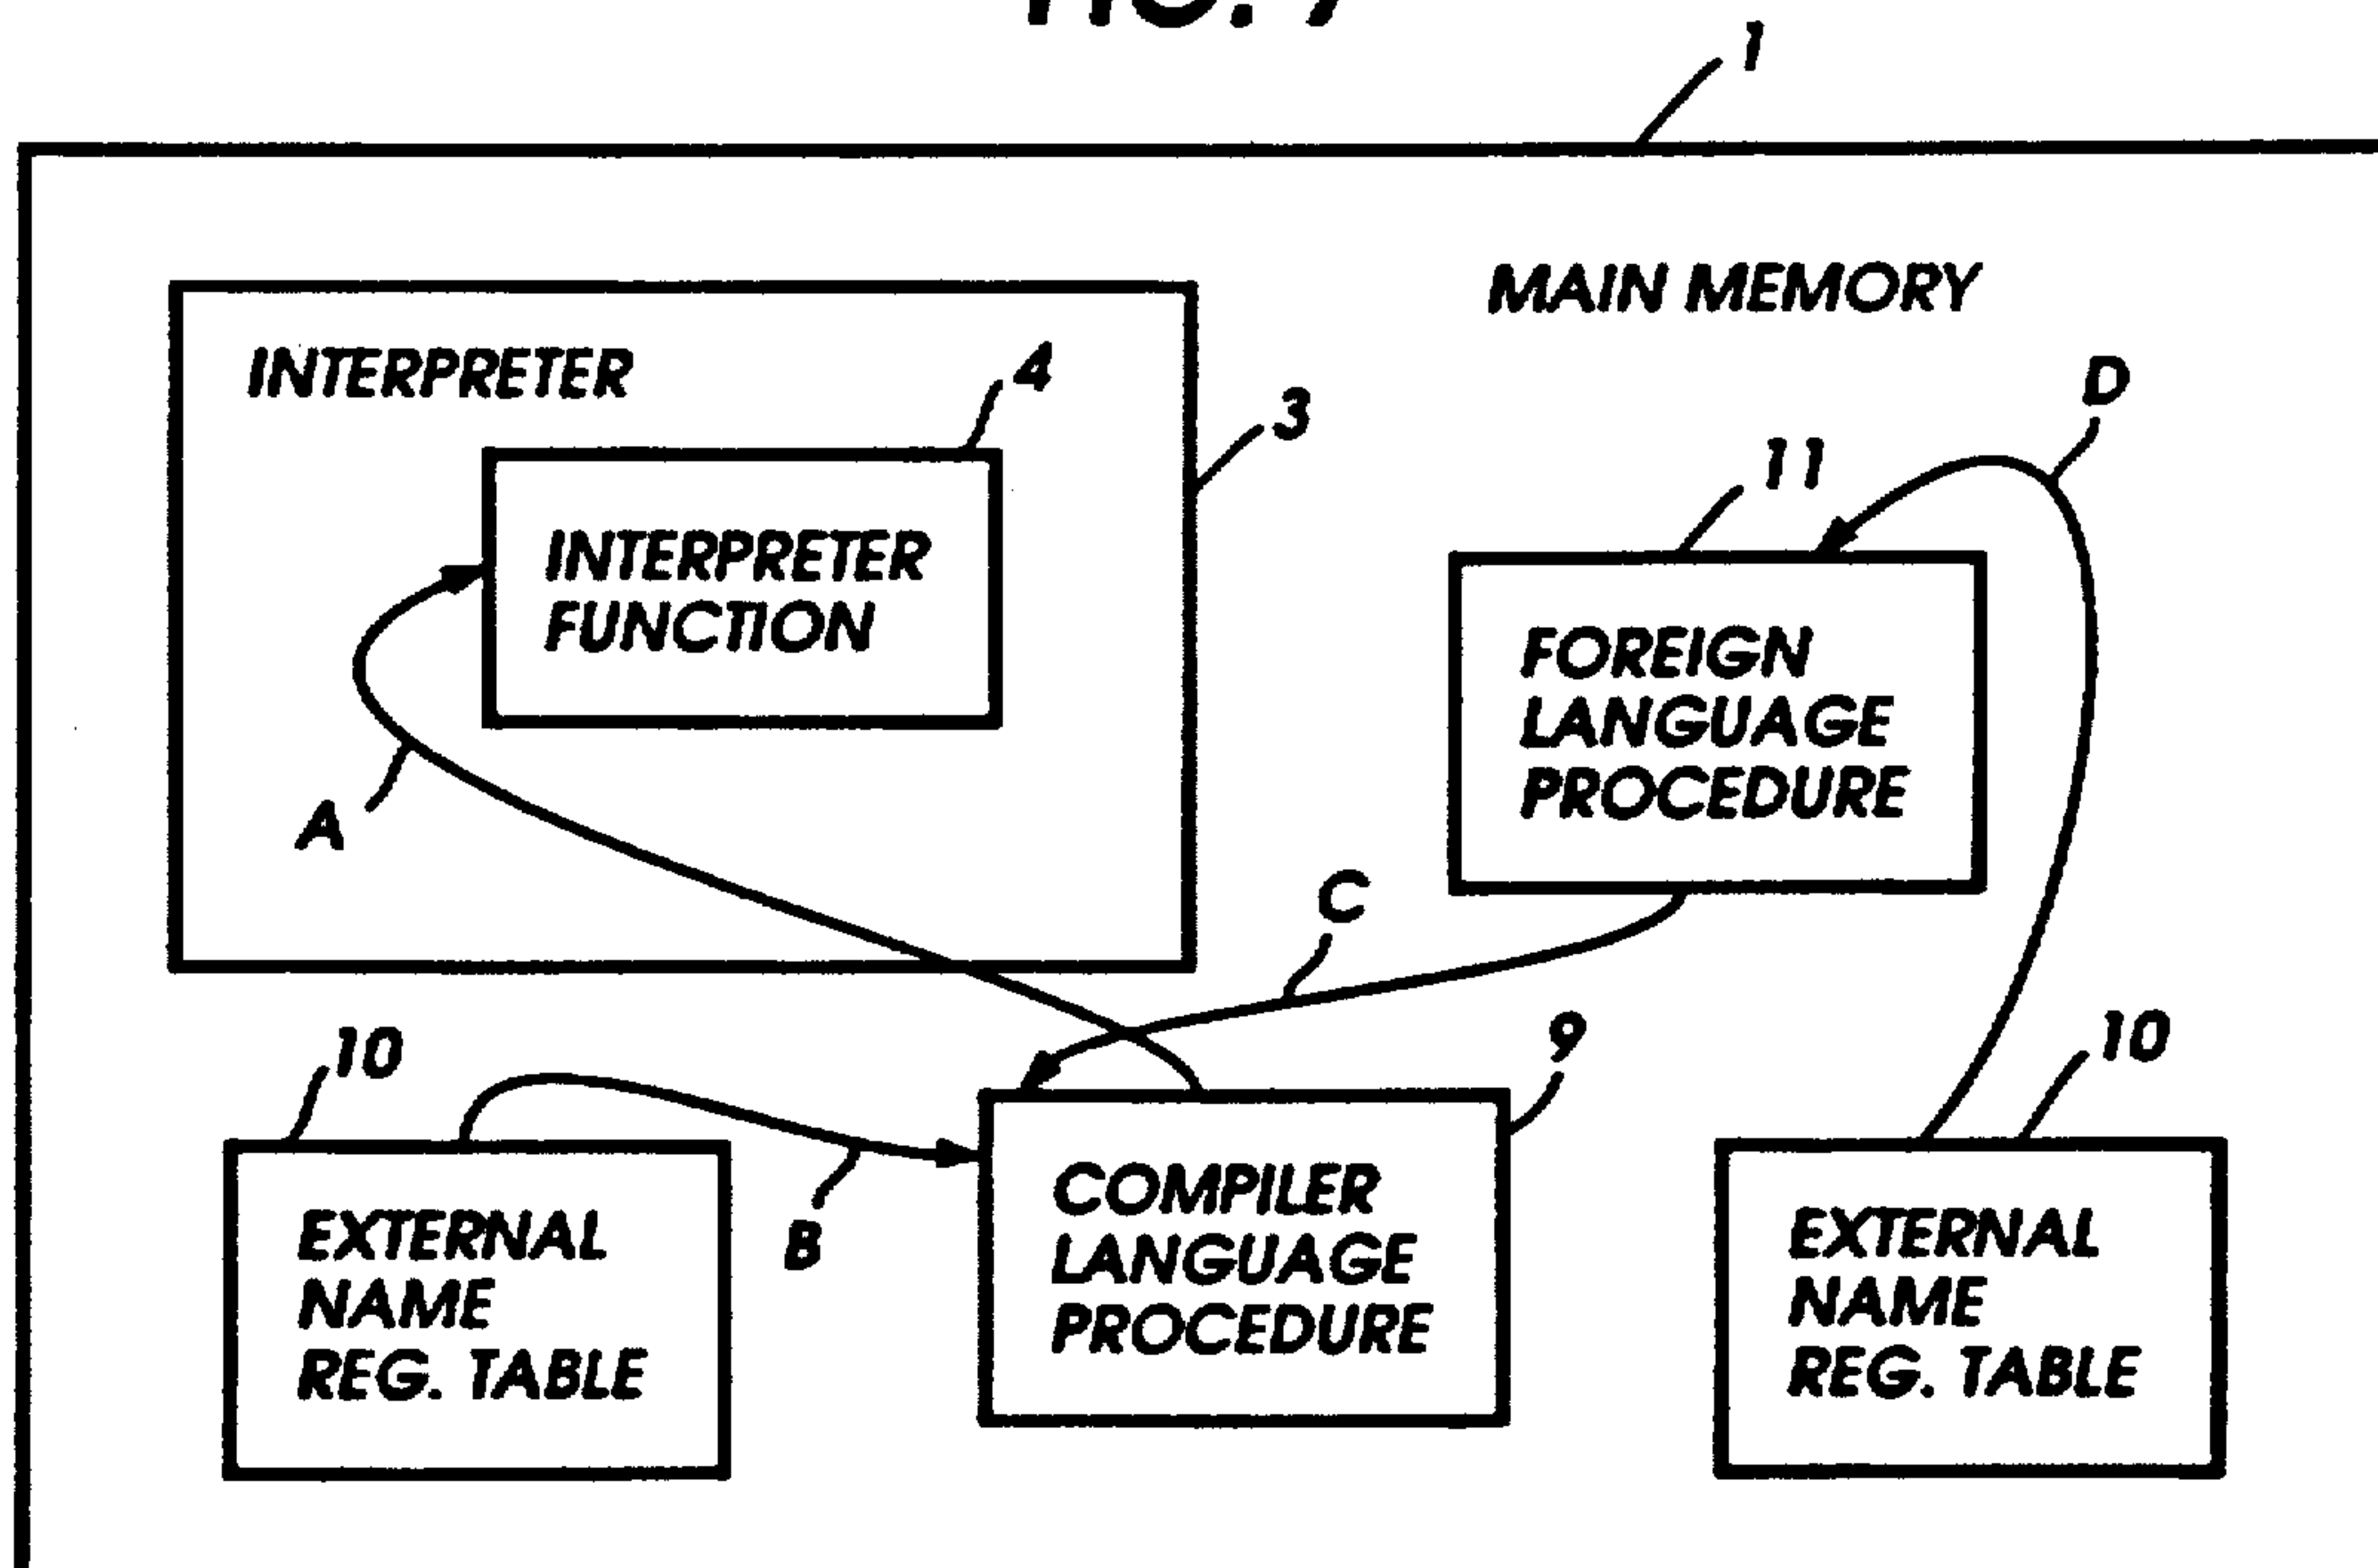 1
MAIN MEMORY
INTERPRETER
4
3
D
11
INTERPRETER
FUNCTION
FOREIGN
LANGUAGE
PROCEDURE
A
C
10
9
10
B
EXTERNAL
NAME
REG. TABLE
COMPILER
LANGUAGE
PROCEDURE
EXTERNAL
NAME
REG. TABLE